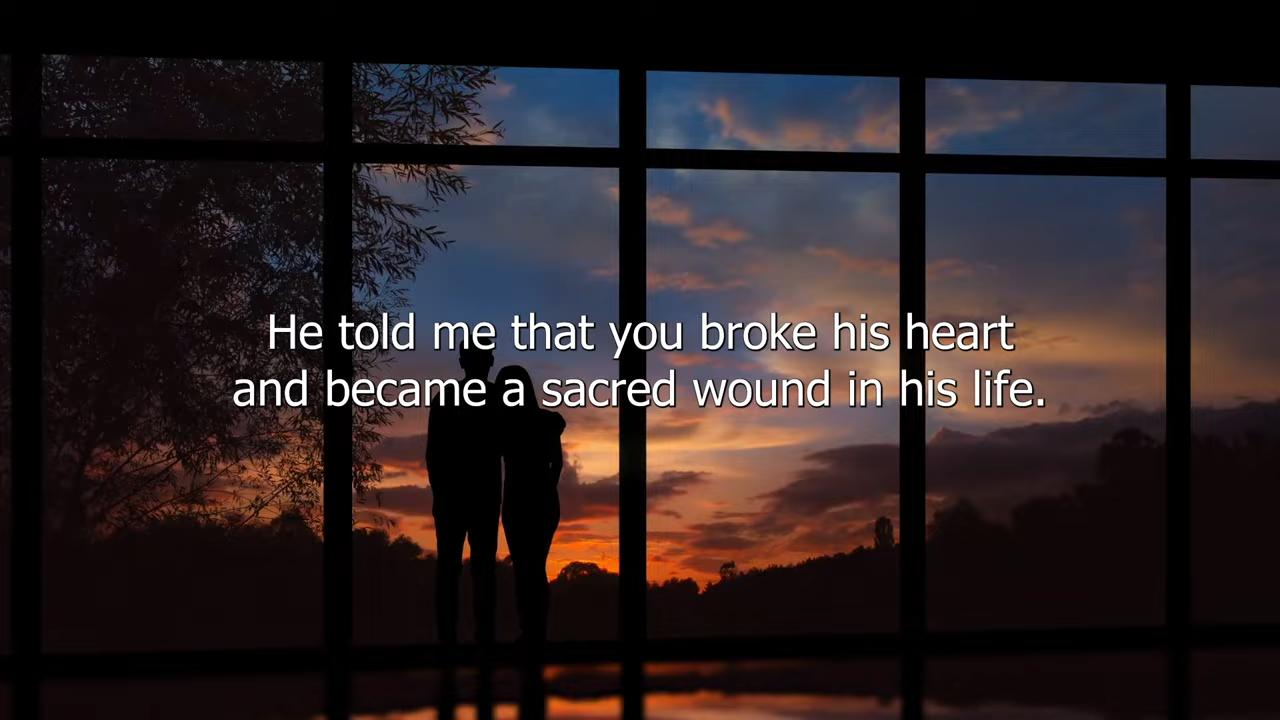 He told me that you broke his heart
and became a sacred wound in his life.